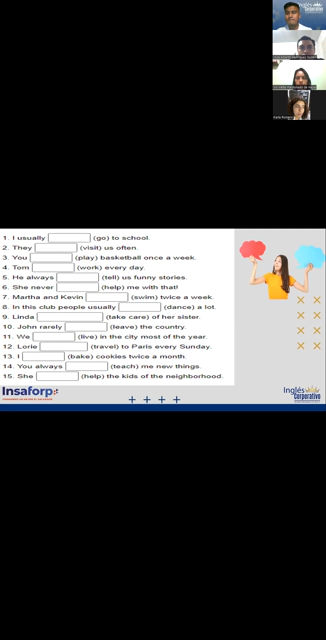 Inglés
Corporativo
1. I usually (go) to school.
2. They (visit) us often.
3. You (play) basketball once a week.
4. Tom (work) every day.
5. He always (tell) us funny stories.
6. She never (help) me with that!
7. Martha and Kevin (swim) twice a week.
8. In this club people usually (dance) a lot.
9. Linda (take care) of her sister.
10. John rarely (leave) the country.
11. We (live) in the city most of the year.
12. Lorie (travel) to Paris every Sunday.
13. I (bake) cookies twice a month.
14. You always (teach) me new things.
15. She (help) the kids of the neighborhood.
Insaforp
Inglés
Corporativo